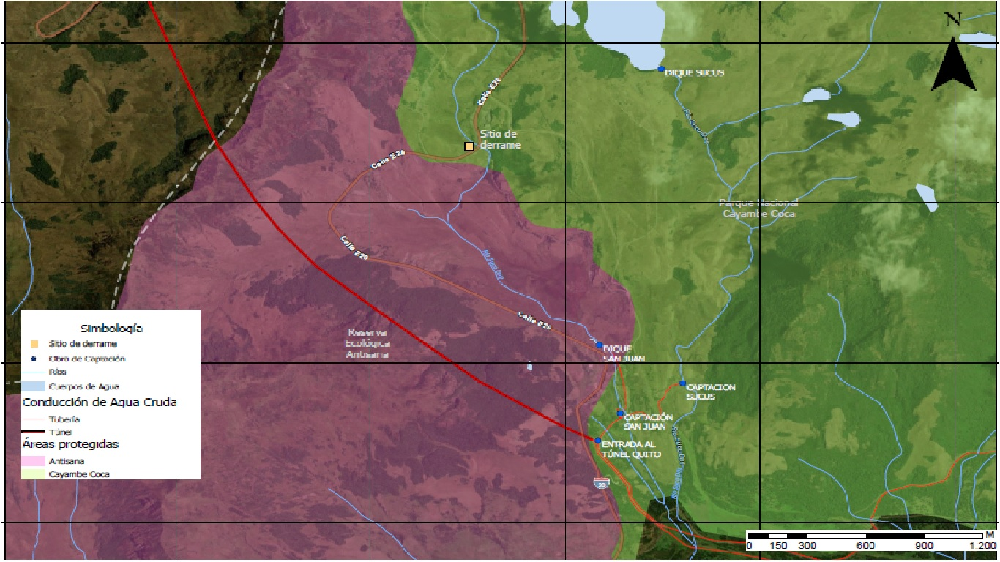 N
DIQUE SUCUS
Calle E20
Sitio de
derrame
Calle E20
Parque Nacional
Cayambe Coca
Calle E20
Calle E20
Reserva
Ecológica
Antisana
DIQUE
SAN JUAN
CAPTACION
SUCUS
CAPTACIÓN
SAN JUAN
ENTRADA AL
TÚNEL QUITO
20
Simbología
Sitio de derrame
Obra de Captación
Ríos
Cuerpos de Agua
Conducción de Agua Cruda
Tubería
Túnel
Áreas protegidas
Antisana
Cayambe Coca
M
0 150 300 600 900 1.200